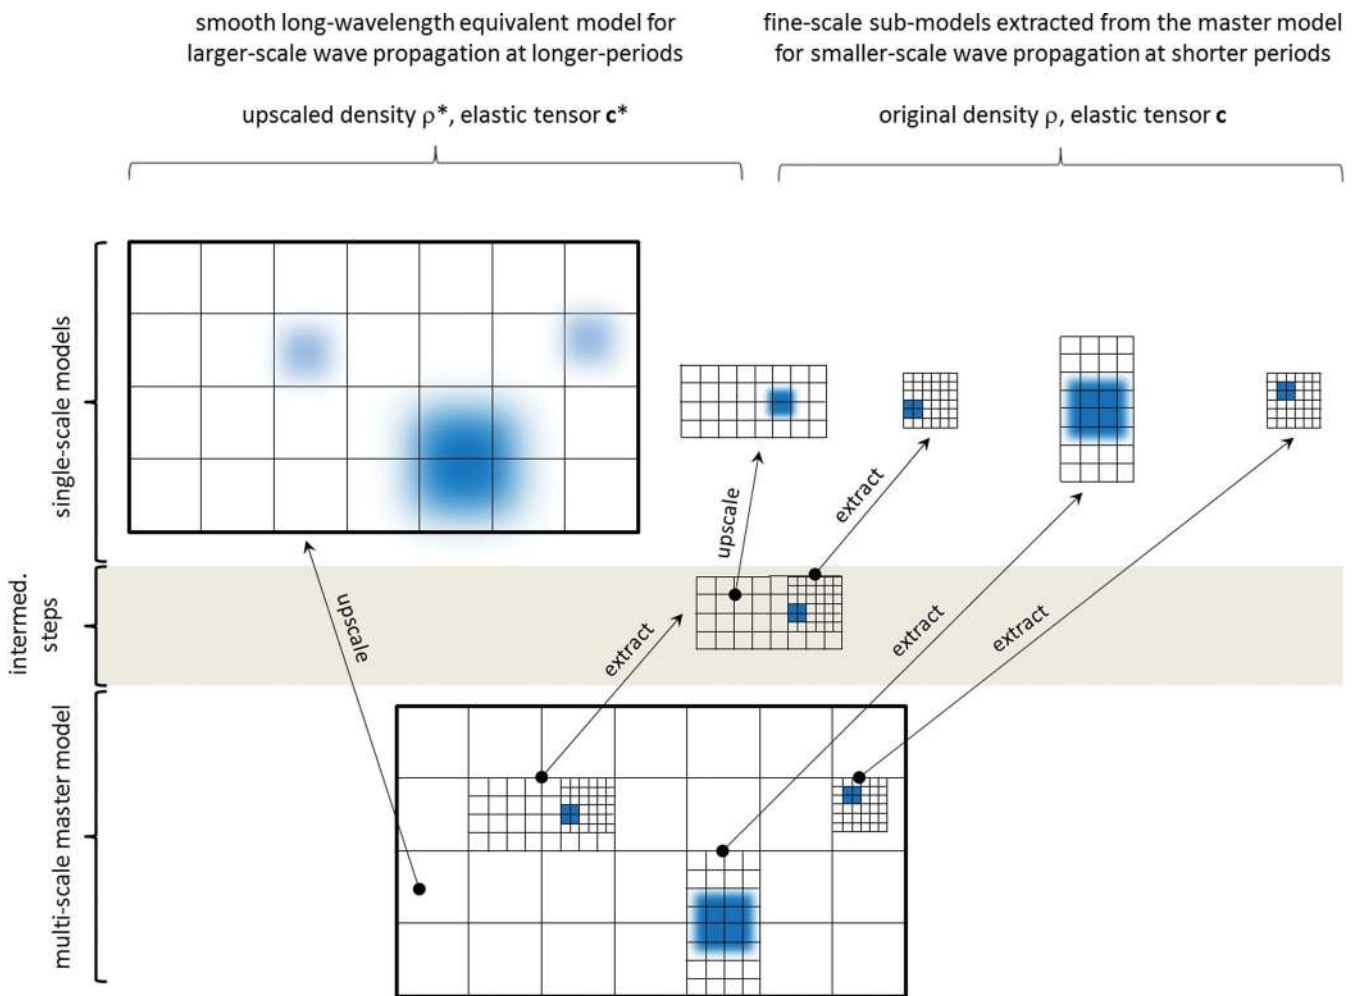 smooth long-wavelength equivalent model for
larger-scale wave propagation at longer-periods
upscaled density ρ*, elastic tensor c*
fine-scale sub-models extracted from the master model
for smaller-scale wave propagation at shorter periods
original density ρ, elastic tensor c
single-scale models
upscale
extract
intermed.
steps
upscale
extract
extract
extract
multi-scale master model